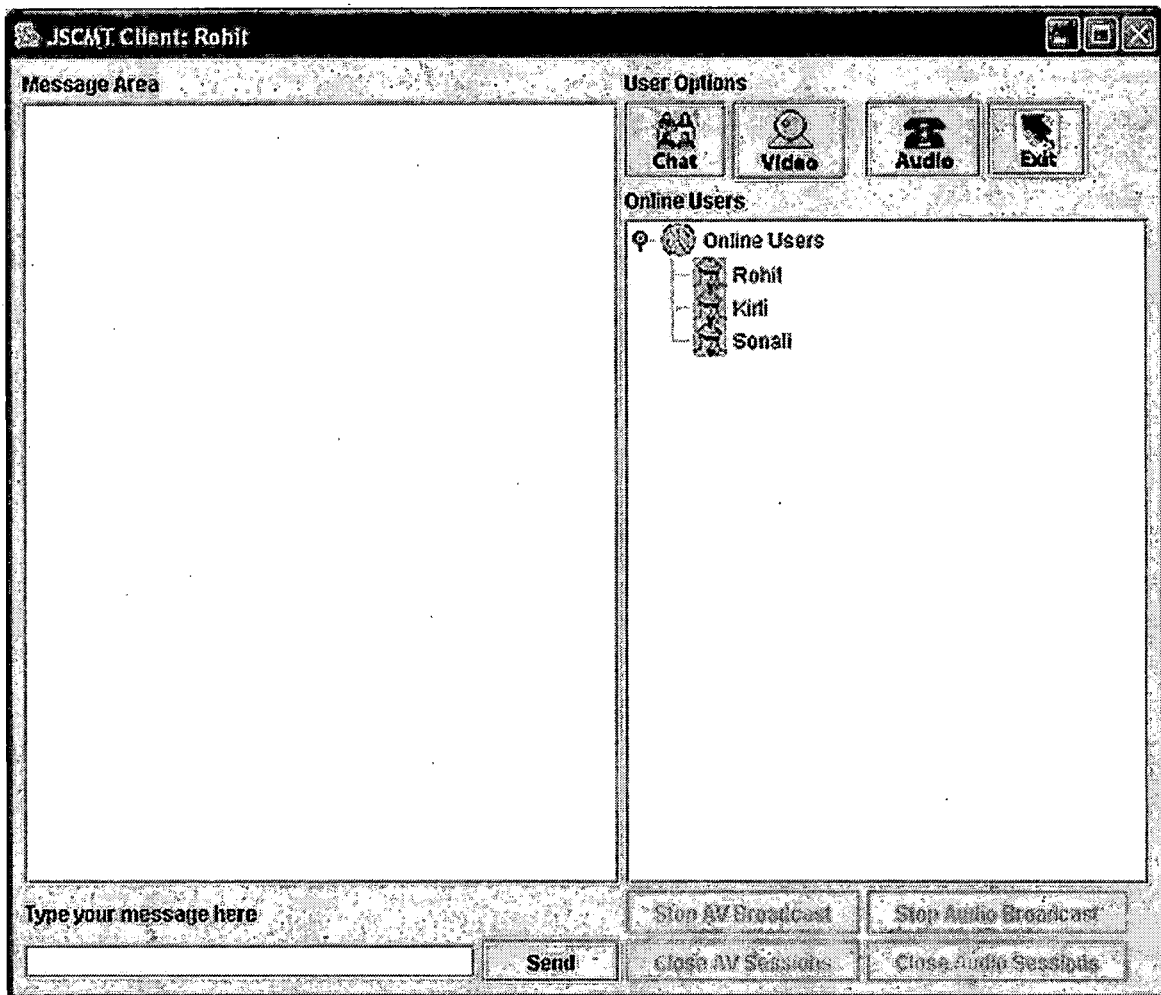 JSCMT Client: Rohit
Message Area
User Options
Chat
Video
Audio
Exit
Online Users
Online Users
Rohit
Kirti
Sonali
Type your message here
Send
Stop AV Broadcast
Stop Audio Broadcast
Close AV Sessions
Close Audio Sessions